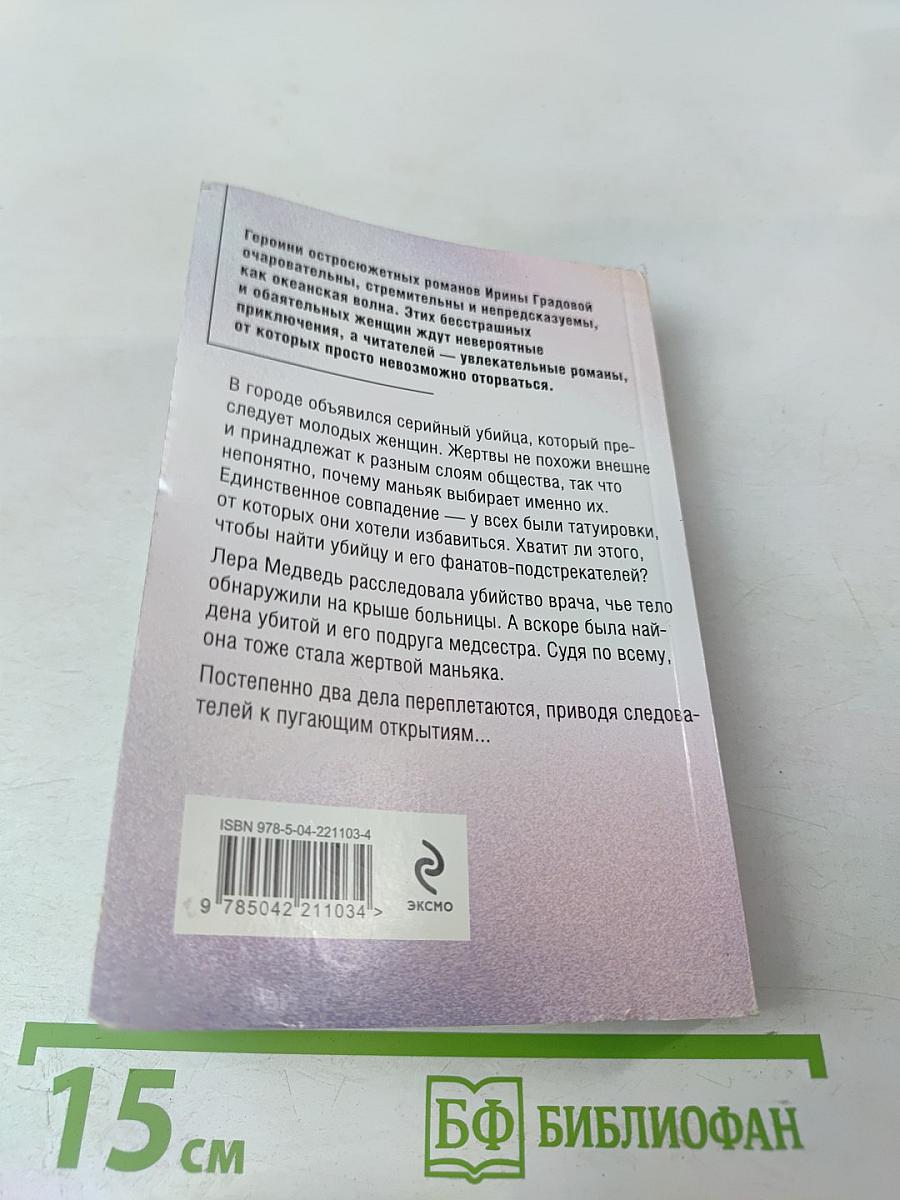 Героини остросюжетных романов Ирины Градовой
очаровательны, стремительны и непредсказуемы,
как океанская волна. Этих бесстрашных
и обаятельных женщин ждут невероятные
приключения, а читателей — увлекательные романы,
от которых просто невозможно оторваться.
В городе объявился серийный убийца, который пре-
следует молодых женщин. Жертвы не похожи внешне
и принадлежат к разным слоям общества, так что
непонятно, почему маньяк выбирает именно их.
Единственное совпадение — у всех были татуировки,
от которых они хотели избавиться. Хватит ли этого,
чтобы найти убийцу и его фанатов-подстрекателей?
Лера Медведь расследовала убийство врача, чье тело
обнаружили на крыше больницы. А вскоре была най-
дена убитой и его подруга медсестра. Судя по всему,
она тоже стала жертвой маньяка.
Постепенно два дела переплетаются, приводя следова-
телей к пугающим открытиям...
ISBN 978-5-04-221103-4
9 785042 211034 >
ЭКСМО
15 см
БФ БИБЛИОФАН